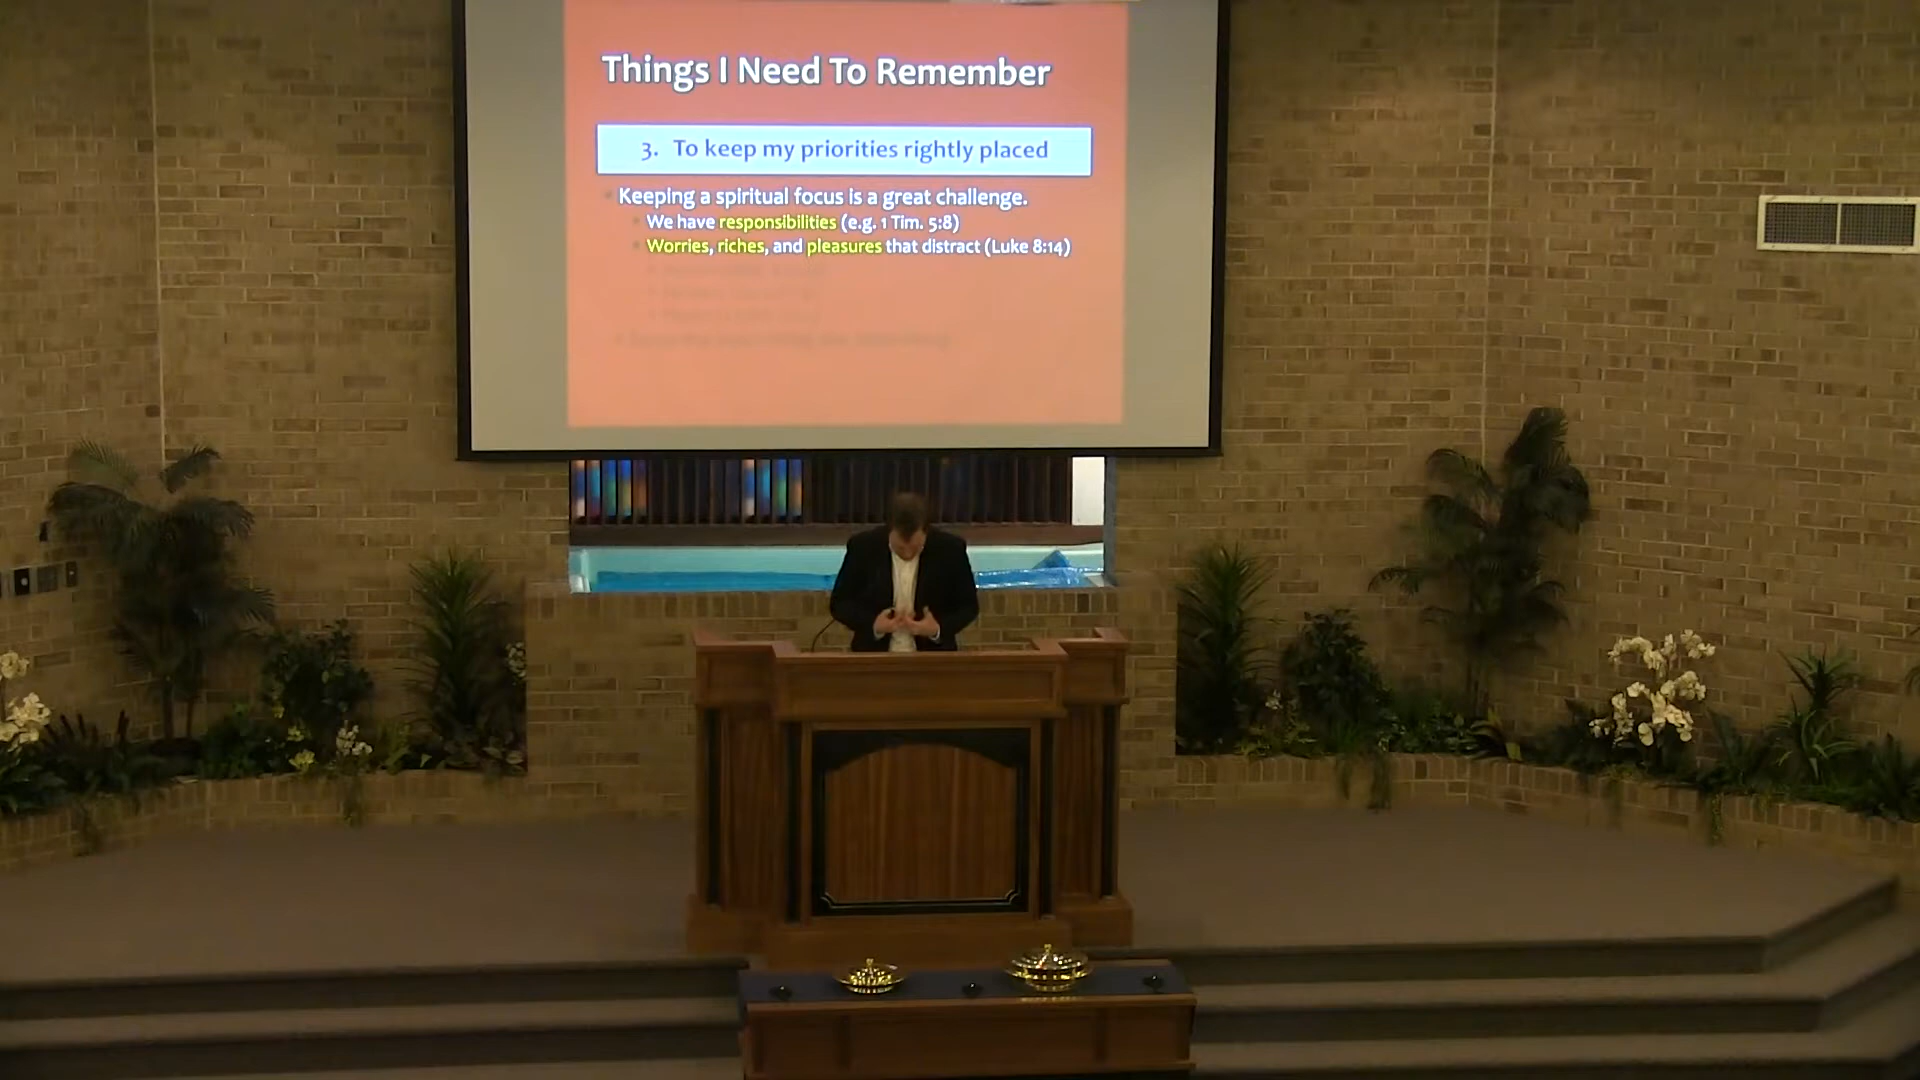 Things I Need To Remember
3. To keep my priorities rightly placed
Keeping a spiritual focus is a great challenge.
We have responsibilities (e.g. 1 Tim. 5:8)
Worries, riches, and pleasures that distract (Luke 8:14)